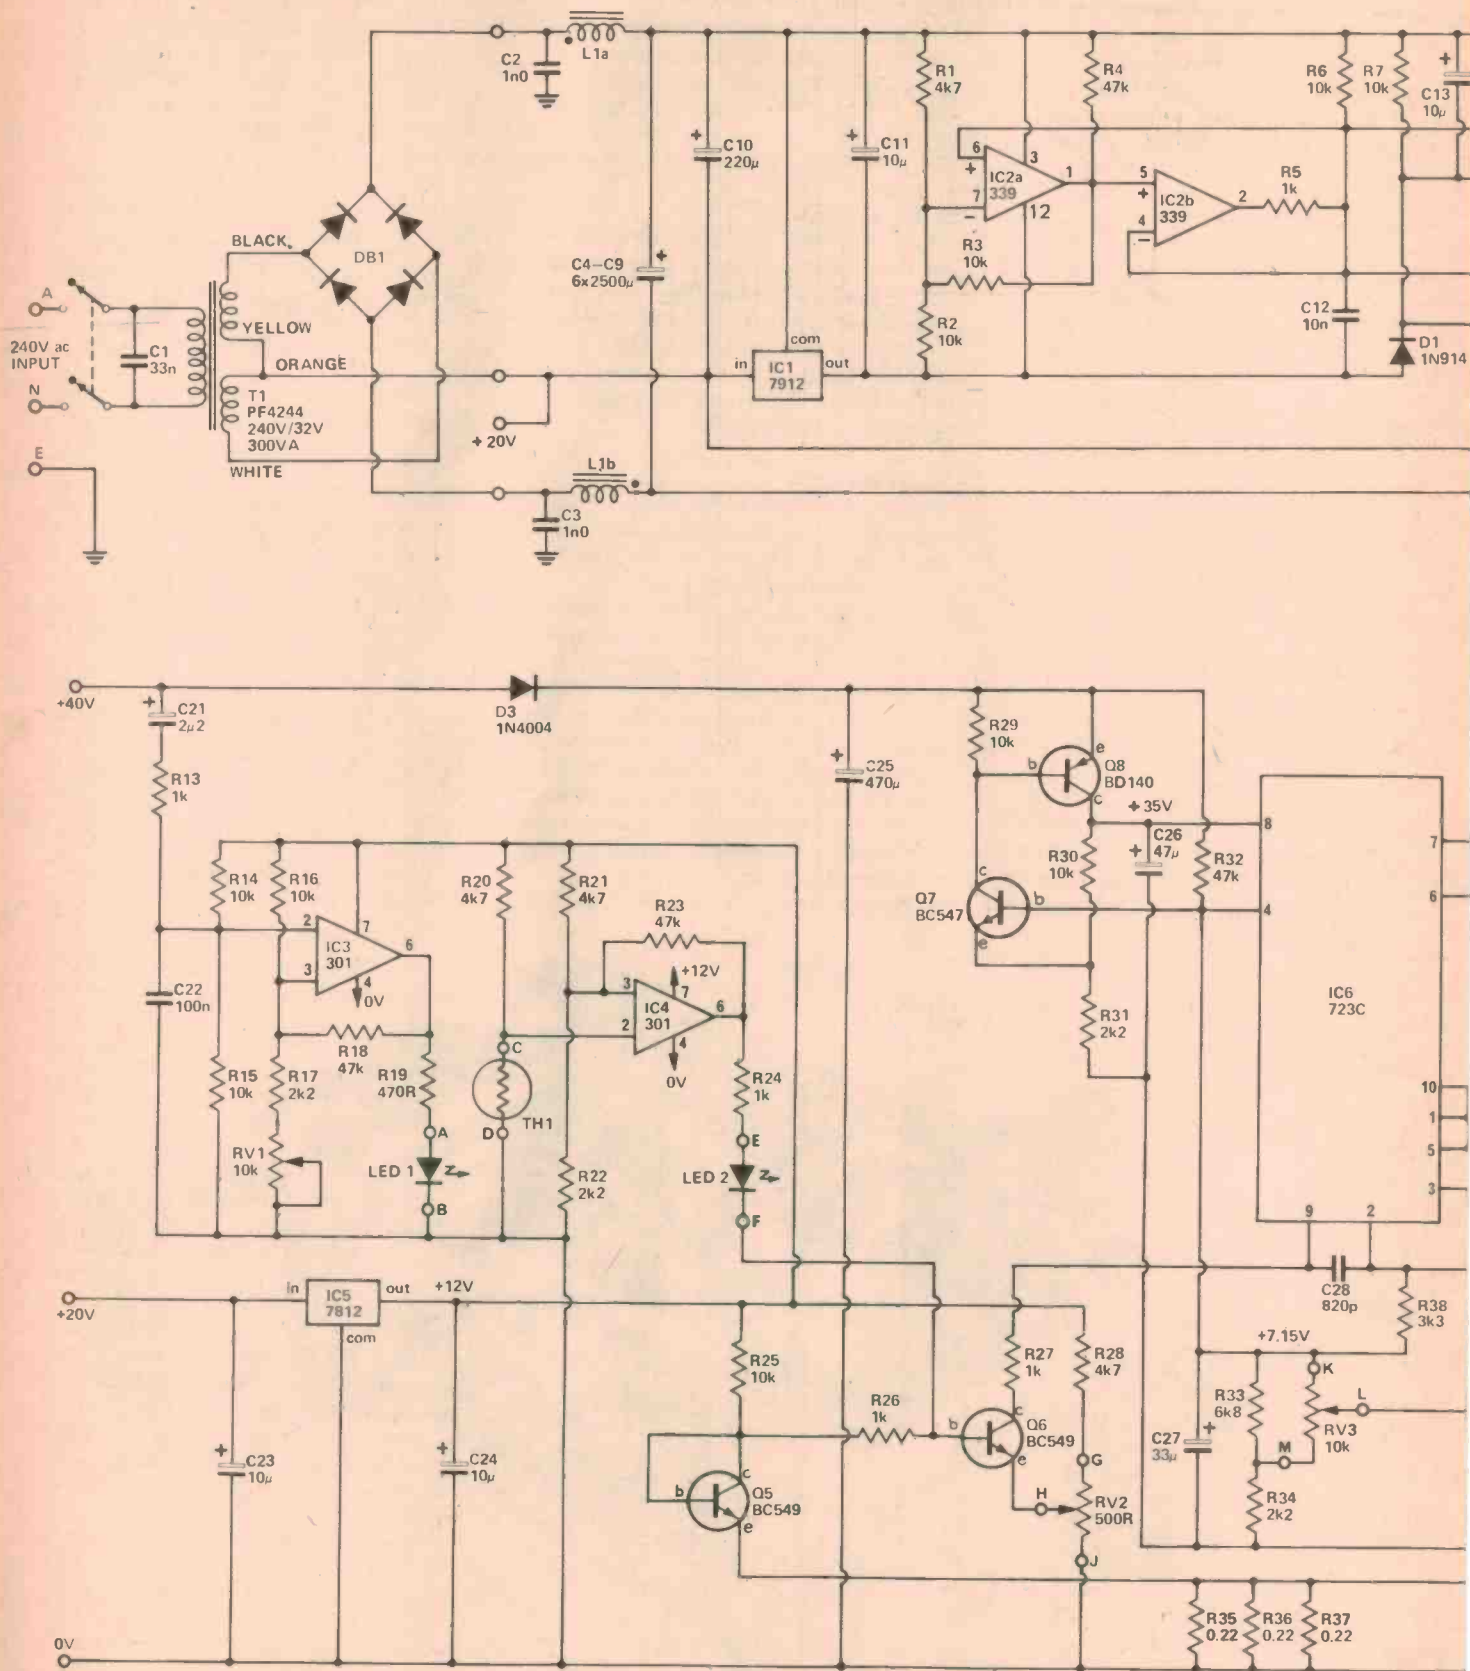 C2
1n0
L1a
C10
220µ
+
C11
10µ
+
R1
4k7
R4
47k
R6
10k
R7
10k
+
C13
10µ
6
+
7
−
IC2a
339
3
1
12
5
+
4
−
IC2b
339
2
R5
1k
R3
10k
R2
10k
C12
10n
D1
1N914
BLACK
DB1
C4–C9
6x2500µ
+
A
240V ac
INPUT
N
E
C1
33n
YELLOW
ORANGE
T1
PF4244
240V/32V
300VA
WHITE
com
in
IC1
7912
out
+20V
L1b
C3
1n0
+40V
+
C21
2µ2
D3
1N4004
R13
1k
+
C25
470µ
R29
10k
e
b
Q8
BD140
c
+35V
8
C26
47µ
+
R30
10k
R32
47k
7
6
4
Q7
BC547
c
b
e
R31
2k2
IC6
723C
10
1
5
3
9
2
R14
10k
R16
10k
2
3
IC3
301
7
6
4
0V
C22
100n
R18
47k
R15
10k
R17
2k2
R19
470R
RV1
10k
A
LED 1
B
R20
4k7
R21
4k7
R23
47k
+12V
3
2
IC4
301
7
6
4
0V
C
D
TH1
R24
1k
E
LED 2
F
R22
2k2
+20V
in
IC5
7812
out
com
+12V
C28
820p
R38
3k3
+7.15V
R25
10k
R27
1k
R28
4k7
R26
1k
b
c
Q6
BC549
e
+
C23
10µ
+
C24
10µ
b
c
Q5
BC549
e
G
H
RV2
500R
J
C27
33µ
+
R33
6k8
K
L
RV3
10k
M
R34
2k2
R35
0.22
R36
0.22
R37
0.22
0V